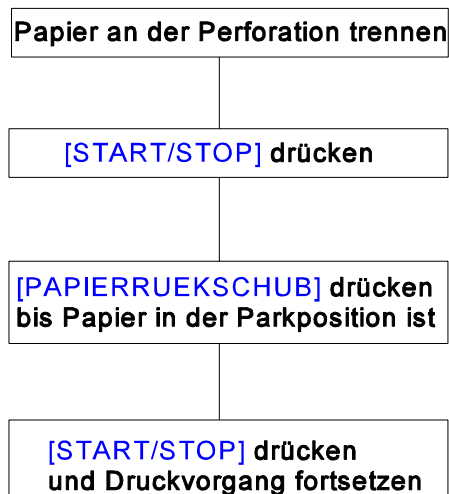 Papier an der Perforation trennen
[START/STOP] drücken
[PAPIERRUEKSCHUB] drücken
bis Papier in der Parkposition ist
[START/STOP] drücken
und Druckvorgang fortsetzen